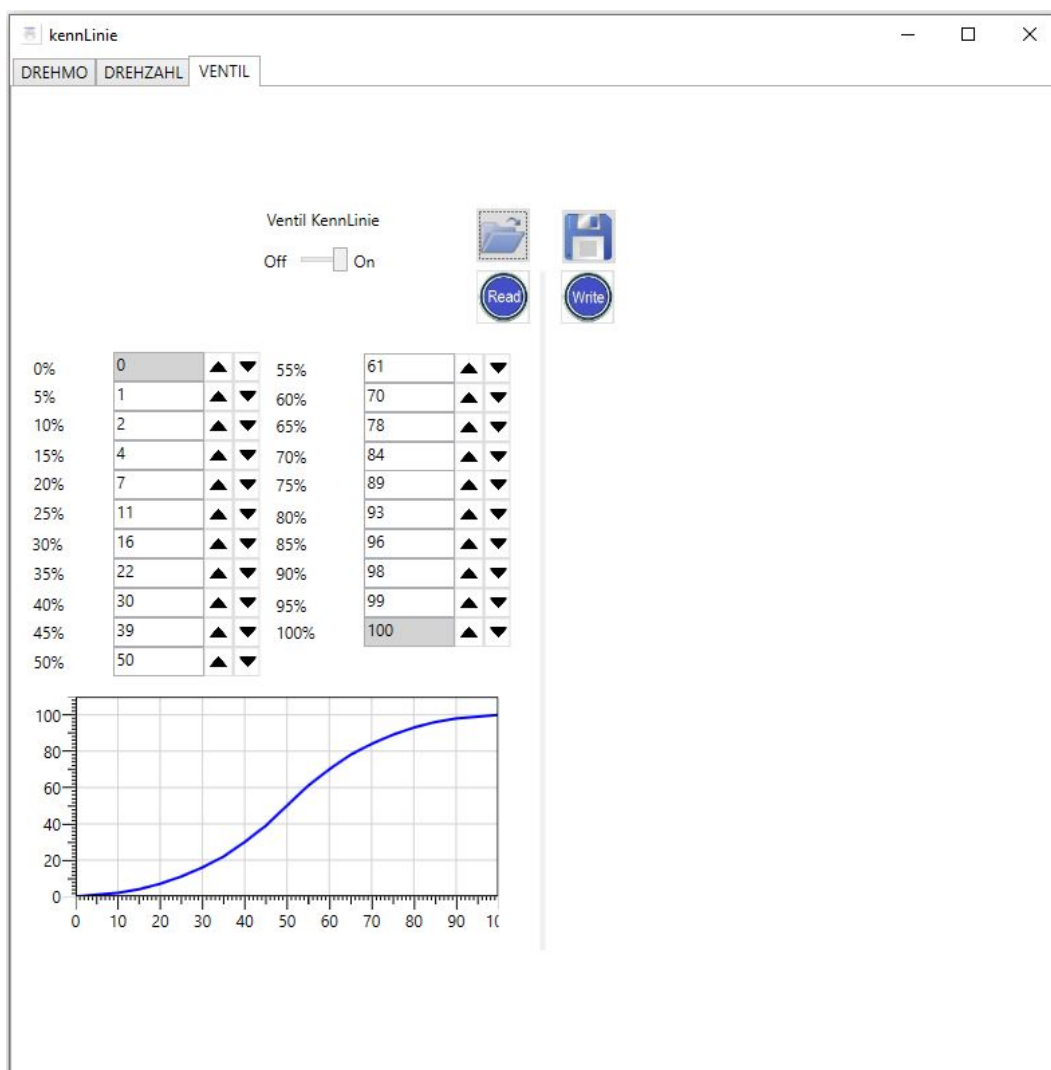 kennLinie
DREHMO DREHZAHL VENTIL
Ventil KennLinie
Off On
Read Write
0% 0 55% 61
5% 1 60% 70
10% 2 65% 78
15% 4 70% 84
20% 7 75% 89
25% 11 80% 93
30% 16 85% 96
35% 22 90% 98
40% 30 95% 99
45% 39 100% 100
50% 50
100
80
60
40
20
0
0 10 20 30 40 50 60 70 80 90 10